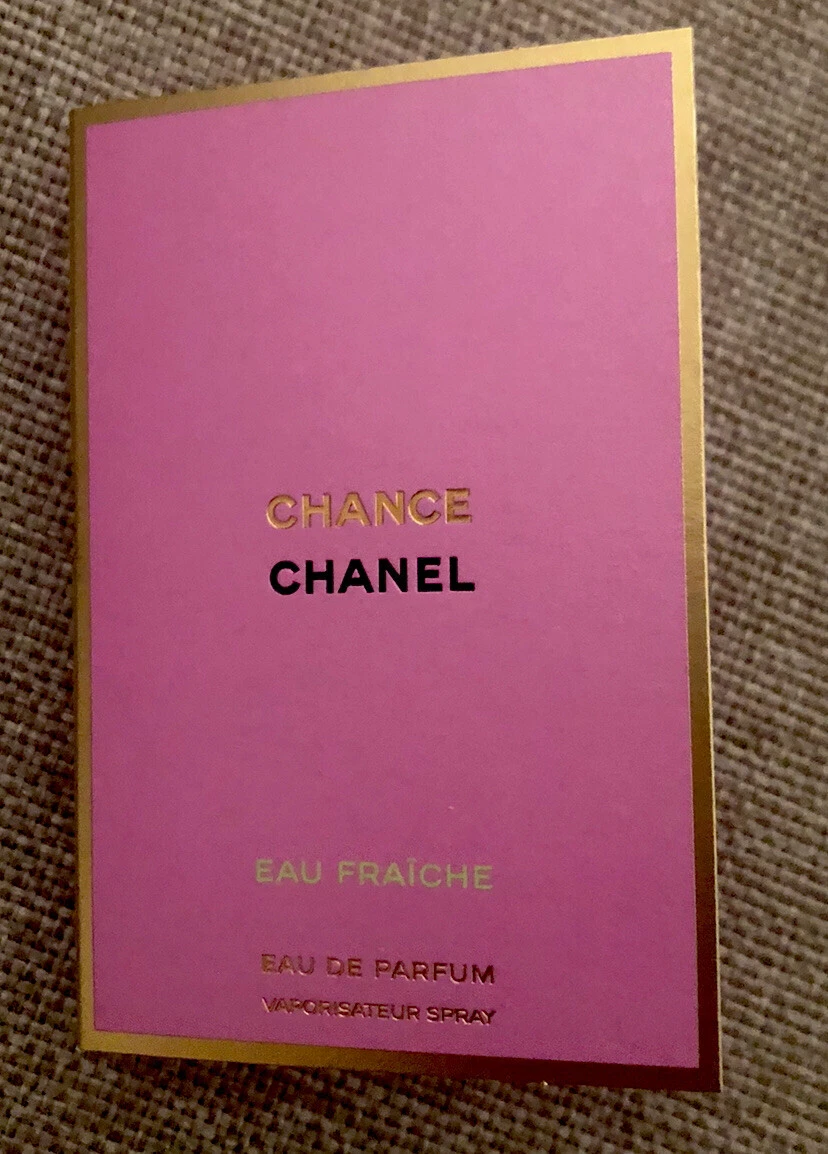 CHANCE
CHANEL
EAU FRAÎCHE
EAU DE PARFUM
VAPORISATEUR SPRAY